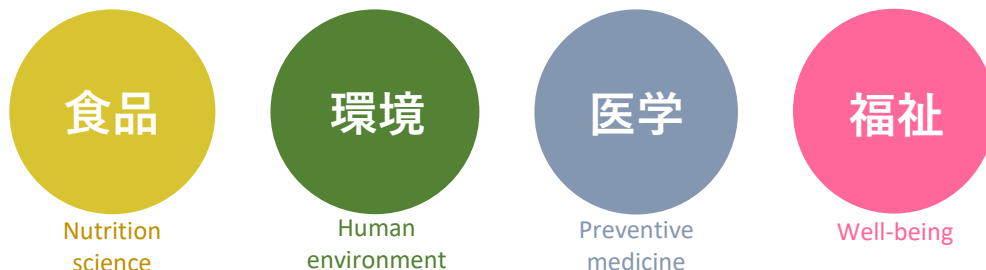 食品
環境
医学
福祉
Nutrition
science
Human
environment
Preventive
medicine
Well-being